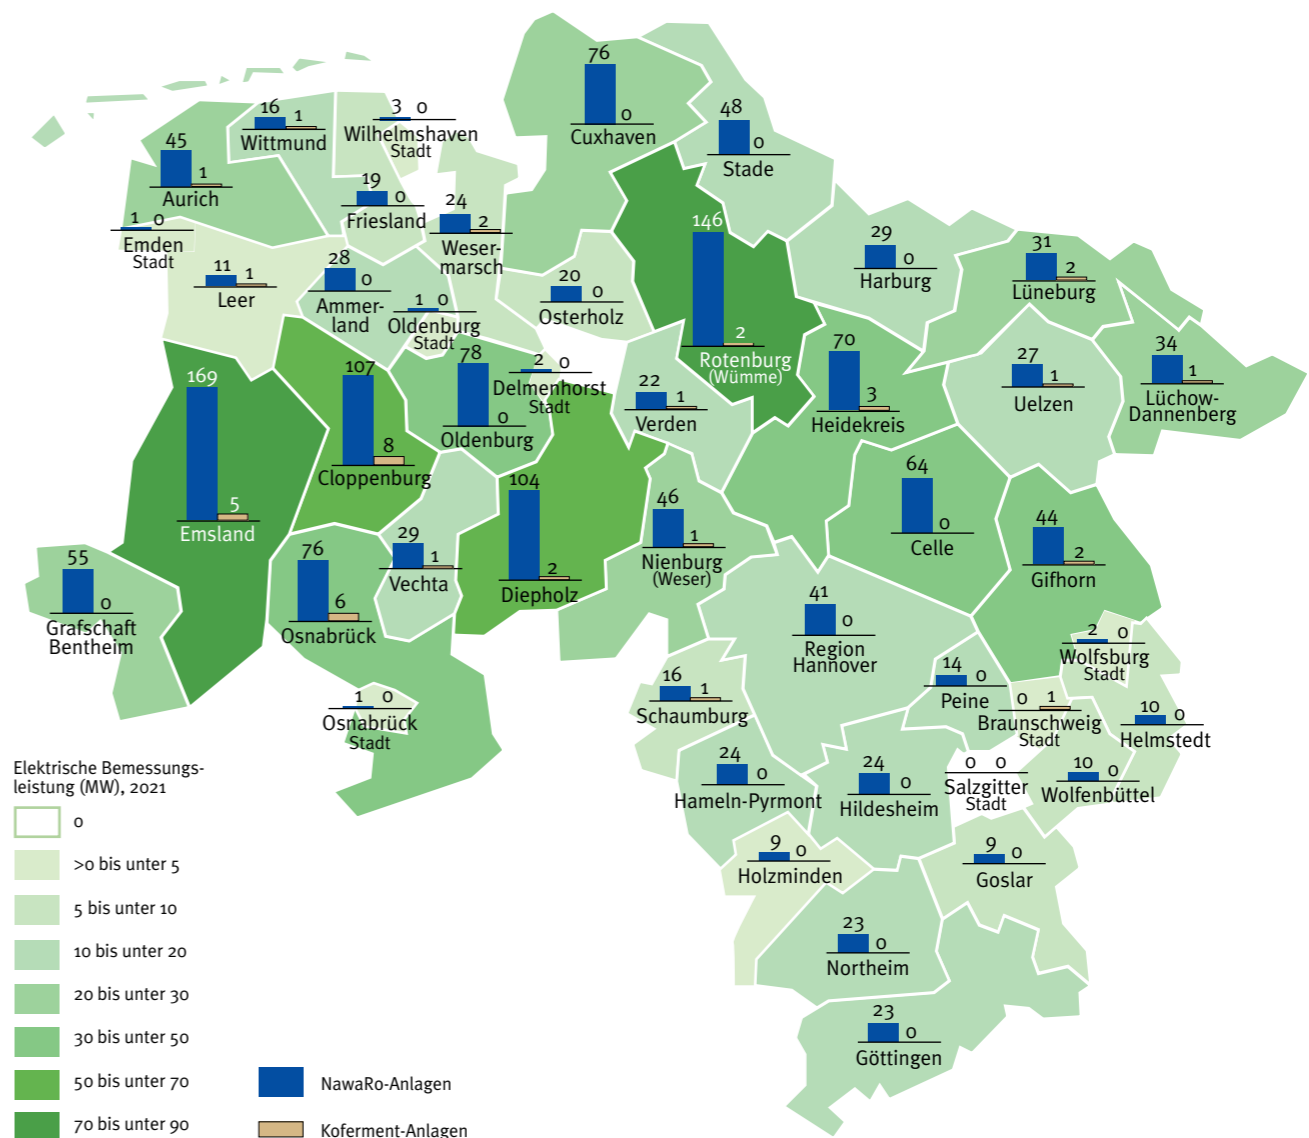 76
0
Cuxhaven
48
0
Stade
16
1
Wittmund
3 0
Wilhelmshaven
Stadt
45
1
Aurich
19
0
Friesland
24
2
Weser-
marsch
1 0
Emden
Stadt
11
1
Leer
28
0
Ammer-
land
1 0
Oldenburg
Stadt
20
0
Osterholz
146
2
Rotenburg
(Wümme)
29
0
Harburg
31
2
Lüneburg
34
1
Lüchow-
Dannenberg
27
1
Uelzen
70
3
Heidekreis
22
1
Verden
2 0
Delmenhorst
Stadt
78
0
Oldenburg
107
8
Cloppenburg
169
5
Emsland
104
2
Diepholz
46
1
Nienburg
(Weser)
64
0
Celle
44
2
Gifhorn
29
1
Vechta
76
6
Osnabrück
55
0
Grafschaft
Bentheim
1 0
Osnabrück
Stadt
41
0
Region
Hannover
2 0
Wolfsburg
Stadt
14
0
Peine
0 1
Braunschweig
Stadt
10
0
Helmstedt
16
1
Schaumburg
24
0
Hameln-Pyrmont
24
0
Hildesheim
0 0
Salzgitter
Stadt
10
0
Wolfenbüttel
9
0
Holzminden
9
0
Goslar
23
0
Northeim
23
0
Göttingen
Elektrische Bemessungs-
leistung (MW), 2021
0
>0 bis unter 5
5 bis unter 10
10 bis unter 20
20 bis unter 30
30 bis unter 50
50 bis unter 70
70 bis unter 90
NawaRo-Anlagen
Koferment-Anlagen